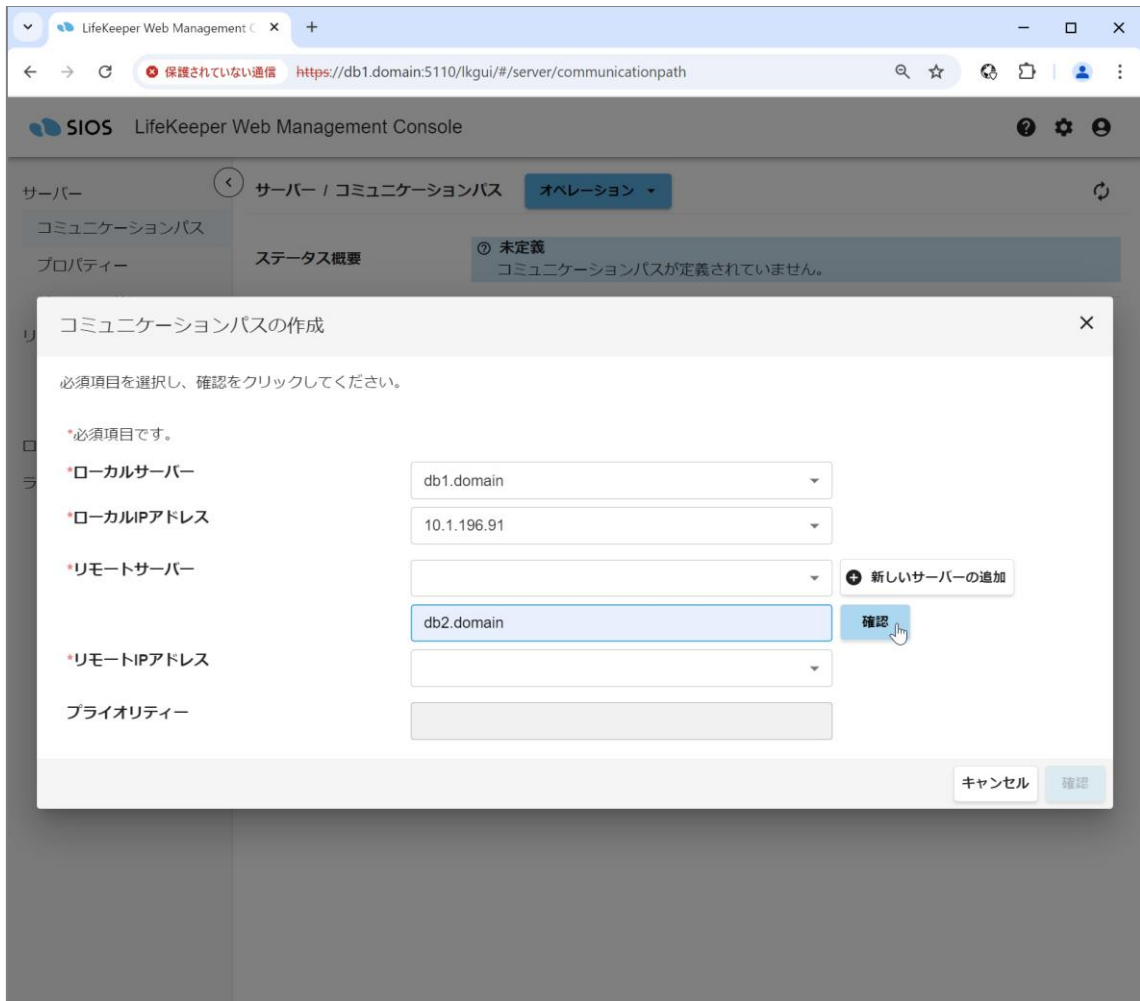 LifeKeeper Web Management C
保護されていない通信 https://db1.domain:5110/lkgui/#/server/communicationpath
SIOS LifeKeeper Web Management Console
サーバー
サーバー / コミュニケーションパス オペレーション
コミュニケーションパス
プロパティー
ステータス概要
未定義
コミュニケーションパスが定義されていません。
リ
コミュニケーションパスの作成
必須項目を選択し、確認をクリックしてください。
*必須項目です。
ロ
*ローカルサーバー db1.domain
ラ
*ローカルIPアドレス 10.1.196.91
*リモートサーバー 新しいサーバーの追加
db2.domain 確認
*リモートIPアドレス
プライオリティー
キャンセル 確認